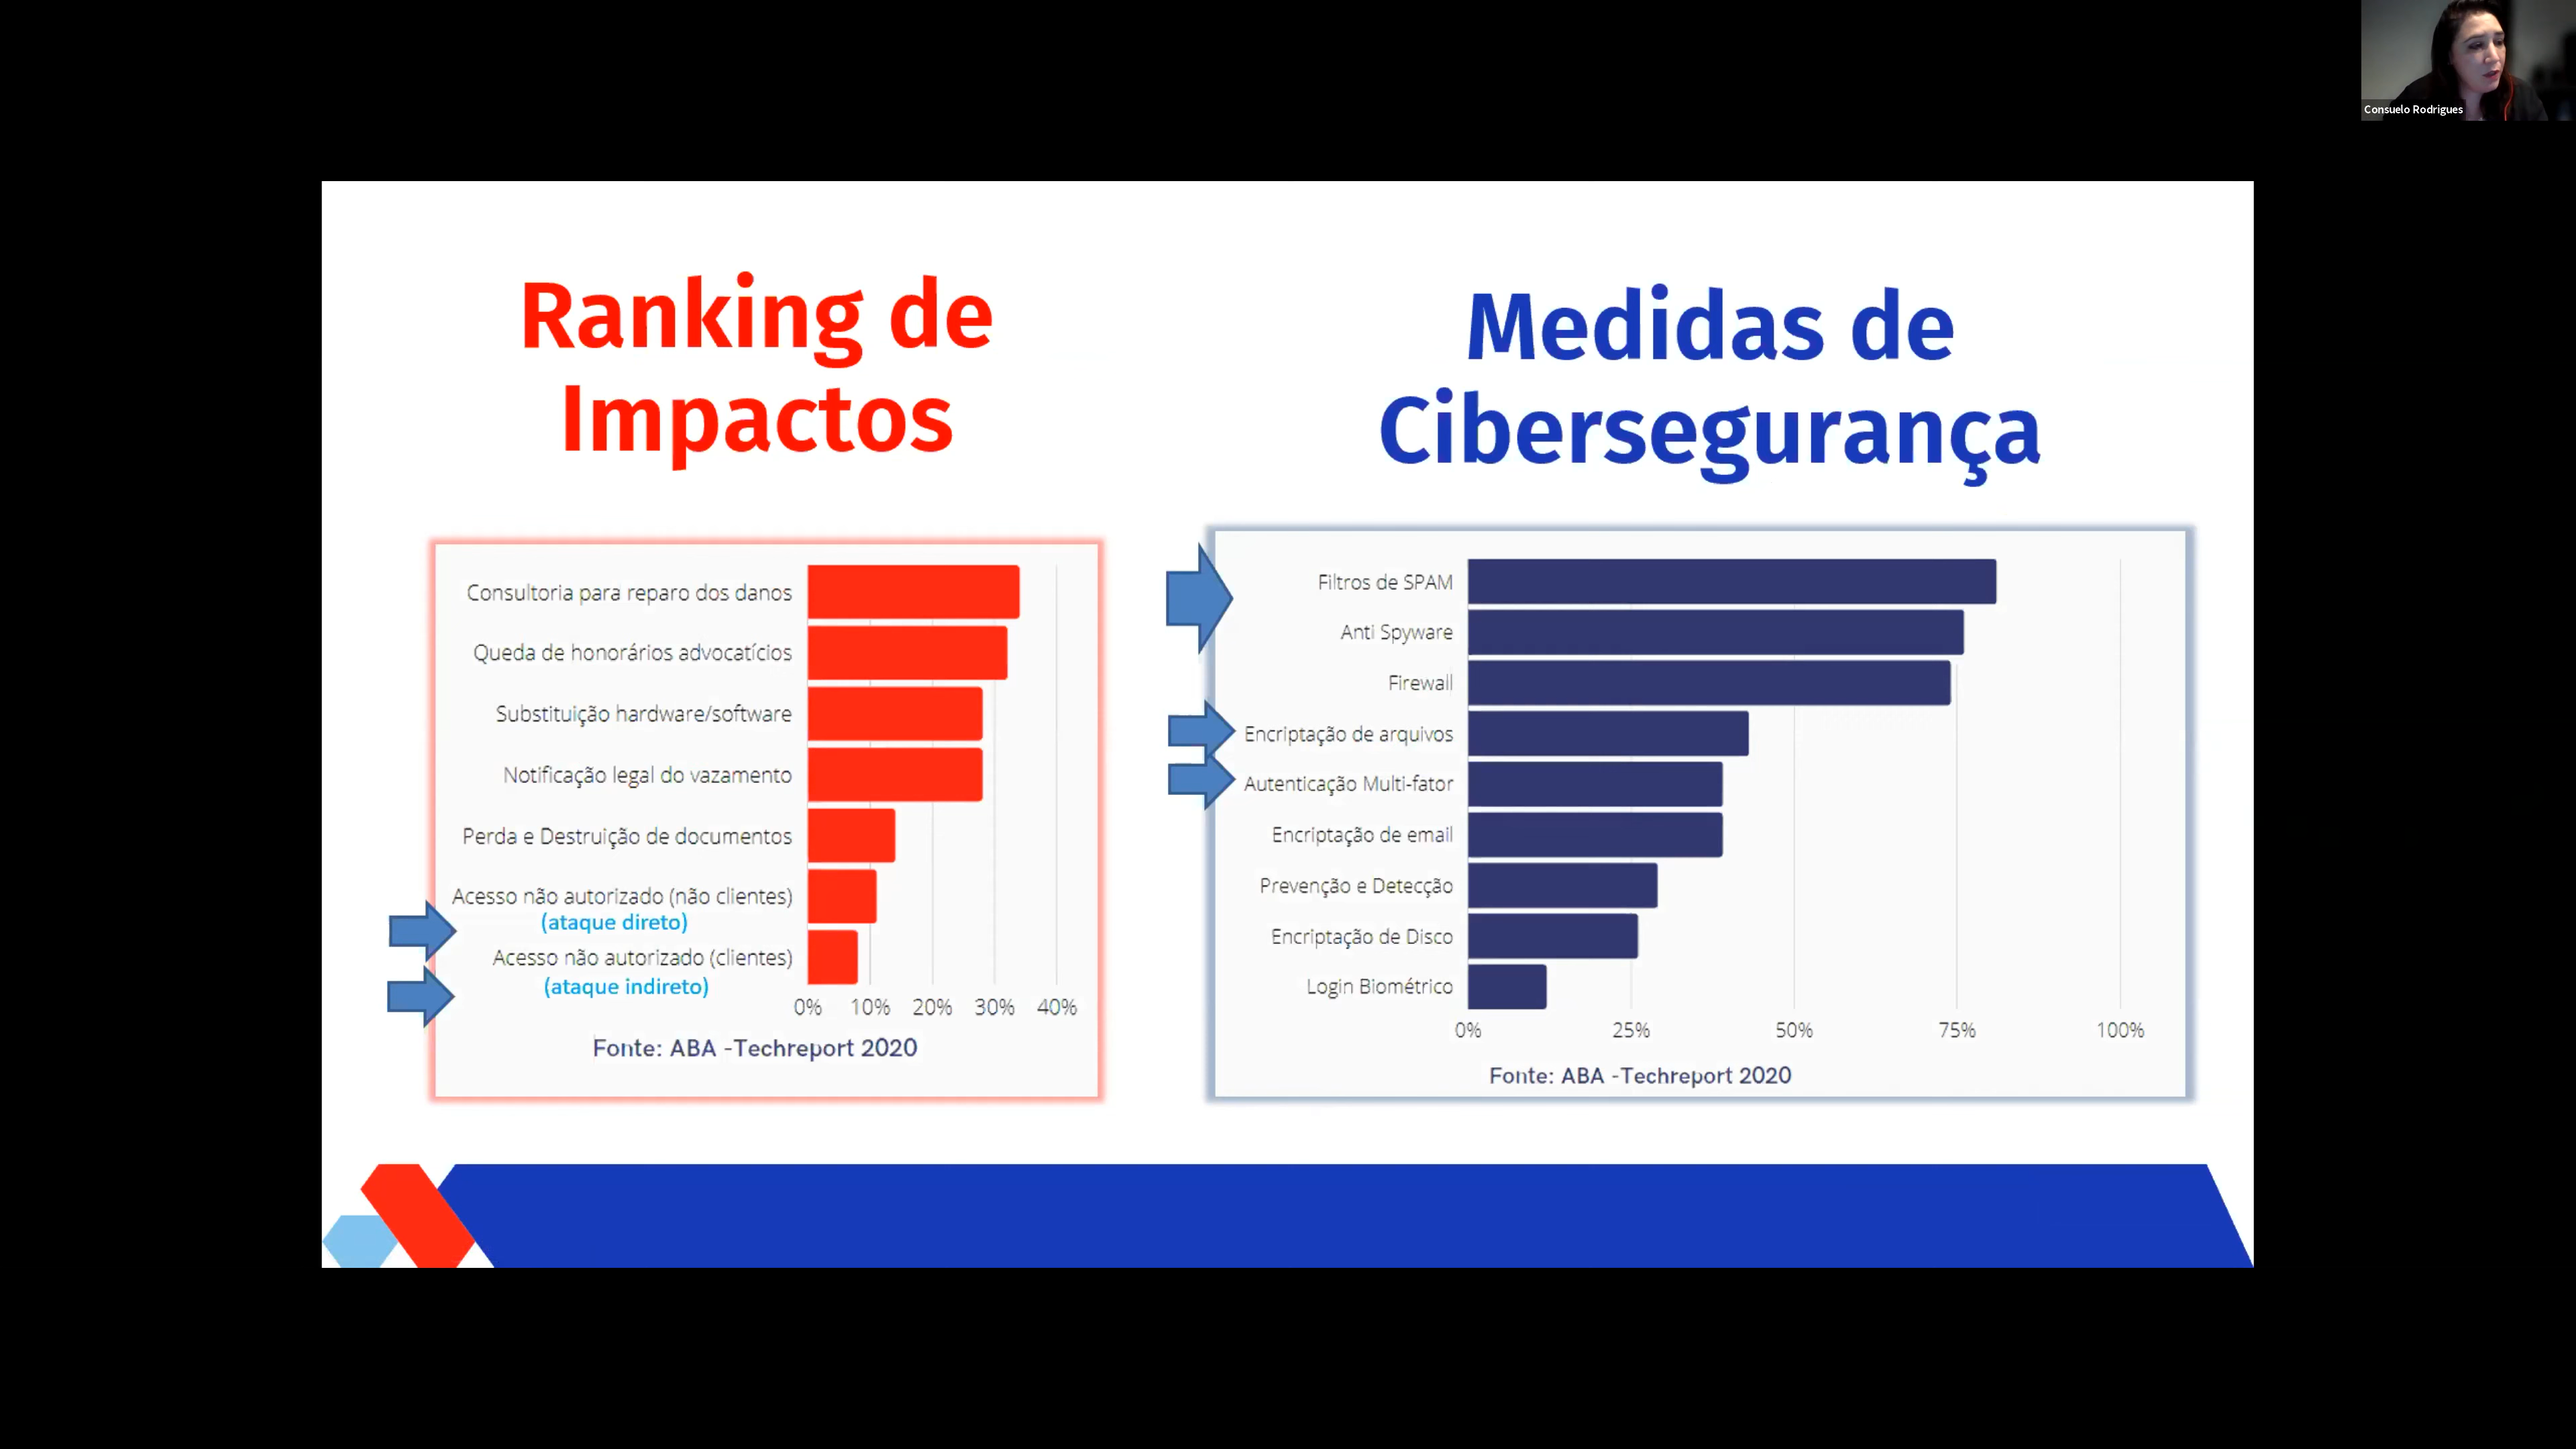 Consuelo Rodrigues
Ranking de
Impactos
Consultoria para reparo dos danos
Queda de honorários advocatícios
Substituição hardware/software
Notificação legal do vazamento
Perda e Destruição de documentos
Acesso não autorizado (não clientes)
(ataque direto)
Acesso não autorizado (clientes)
(ataque indireto)
0% 10% 20% 30% 40%
Fonte: ABA -Techreport 2020
Medidas de
Cibersegurança
Filtros de SPAM
Anti Spyware
Firewall
Encriptação de arquivos
Autenticação Multi-fator
Encriptação de email
Prevenção e Detecção
Encriptação de Disco
Login Biométrico
0% 25% 50% 75% 100%
Fonte: ABA -Techreport 2020